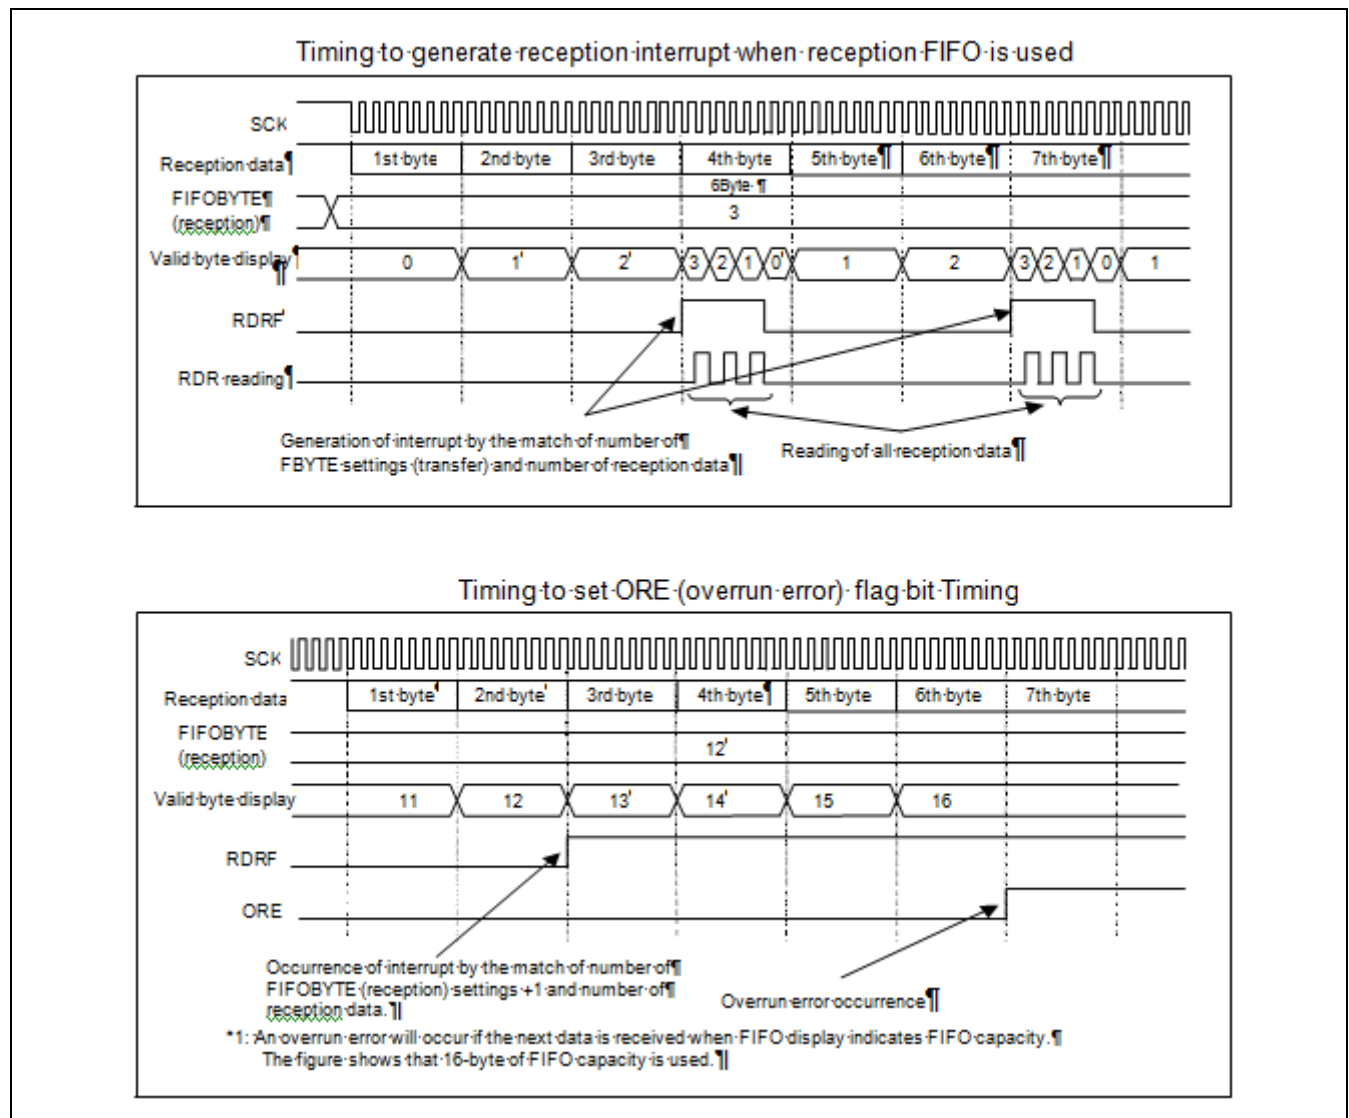 Timing·to·generate·reception·interrupt·when·reception·FIFO·is·used
SCK
Reception·data¶ 1st·byte 2nd·byte 3rd·byte 4th·byte 5th·byte¶ 6th·byte¶ 7th·byte¶
6Byte·¶
FIFOBYTE¶
(reception)¶ 3
Valid·byte·display¶ 0 1' 2' 3 2 1 0' 1 2 3 2 1 0 1
¶
RDRF'
RDR·reading¶
Generation·of·interrupt·by·the·match·of·number·of¶
FBYTE·settings·(transfer)·and·number·of·reception·data¶
Reading·of·all·reception·data¶
Timing·to·set·ORE·(overrun·error)·flag·bit·Timing
SCK
Reception·data 1st·byte' 2nd·byte' 3rd·byte 4th·byte¶ 5th·byte 6th·byte 7th·byte
FIFOBYTE
(reception) 12'
Valid·byte·display 11 12 13' 14' 15 16
RDRF
ORE
Occurrence·of·interrupt·by·the·match·of·number·of¶
FIFOBYTE·(reception)·settings·+1·and·number·of¶
reception·data.¶
Overrun·error·occurrence¶
*1:·An·overrun·error·will·occur·if·the·next·data·is·received·when·FIFO·display·indicates·FIFO·capacity.¶
The·figure·shows·that·16-byte·of·FIFO·capacity·is·used.¶